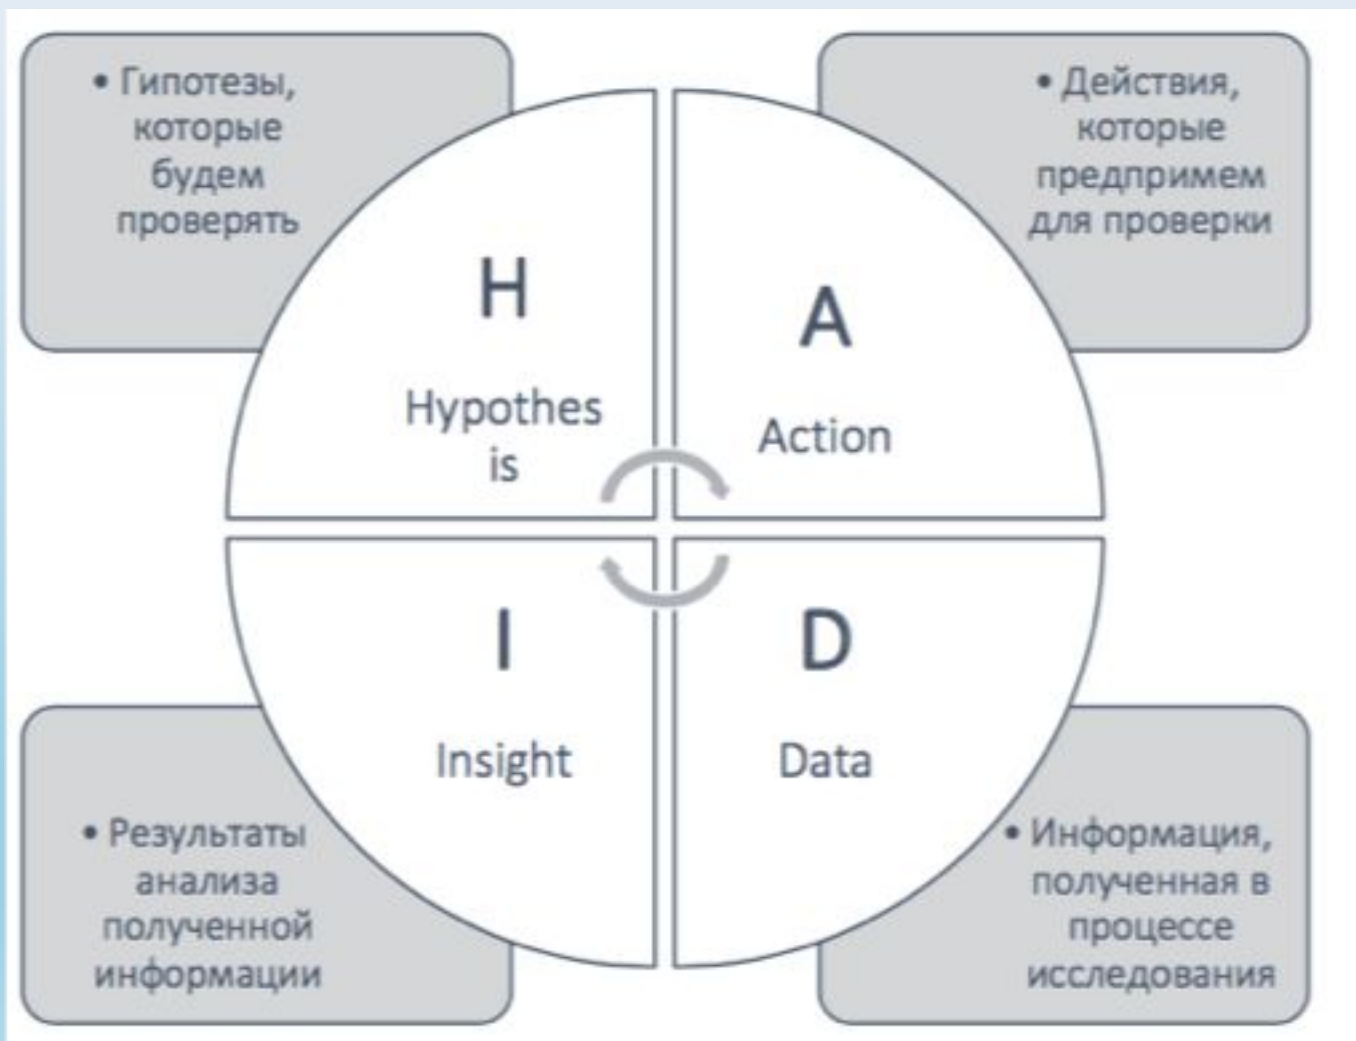 • Гипотезы,
которые
будем
проверять
• Действия,
которые
предпримем
для проверки
H
Hypothes
is
A
Action
I
Insight
D
Data
• Результаты
анализа
полученной
информации
• Информация,
полученная в
процессе
исследования